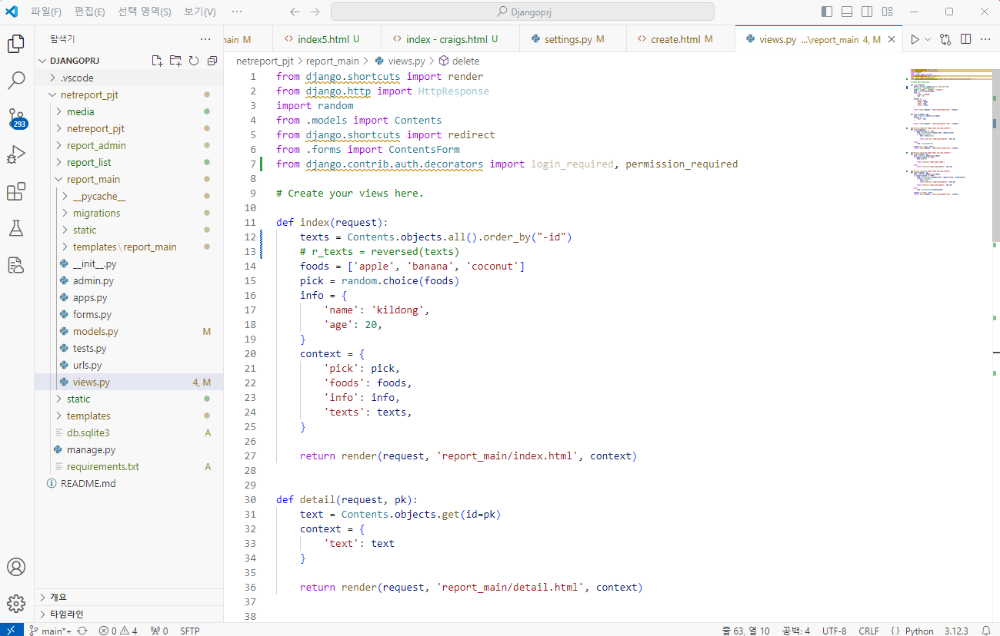 파일(F) 편집(E) 선택 영역(S) 보기(V) ··· Djangoprj
탐색기 ···
main M index5.html U index - craigs.html U settings.py M create.html M views.py ...\report_main 4, M
DJANGOPRJ
.vscode
netreport_pjt
media
netreport_pjt
report_admin
report_list
report_main
__pycache__
migrations
static
templates\report_main
__init__.py
admin.py
apps.py
forms.py
models.py M
tests.py
urls.py
views.py 4, M
static
templates
db.sqlite3 A
manage.py
requirements.txt A
README.md
개요
타임라인
293
netreport_pjt > report_main > views.py > delete
1 from django.shortcuts import render
2 from django.http import HttpResponse
3 import random
4 from .models import Contents
5 from django.shortcuts import redirect
6 from .forms import ContentsForm
7 from django.contrib.auth.decorators import login_required, permission_required
8
9 # Create your views here.
10
11 def index(request):
12 texts = Contents.objects.all().order_by("-id")
13 # r_texts = reversed(texts)
14 foods = ['apple', 'banana', 'coconut']
15 pick = random.choice(foods)
16 info = {
17 'name': 'kildong',
18 'age': 20,
19 }
20 context = {
21 'pick': pick,
22 'foods': foods,
23 'info': info,
24 'texts': texts,
25 }
26
27 return render(request, 'report_main/index.html', context)
28
29
30 def detail(request, pk):
31 text = Contents.objects.get(id=pk)
32 context = {
33 'text': text
34 }
35
36 return render(request, 'report_main/detail.html', context)
37
38
main*+ 0 4 0 SFTP 줄 63, 열 10 공백: 4 UTF-8 CRLF {} Python 3.12.3